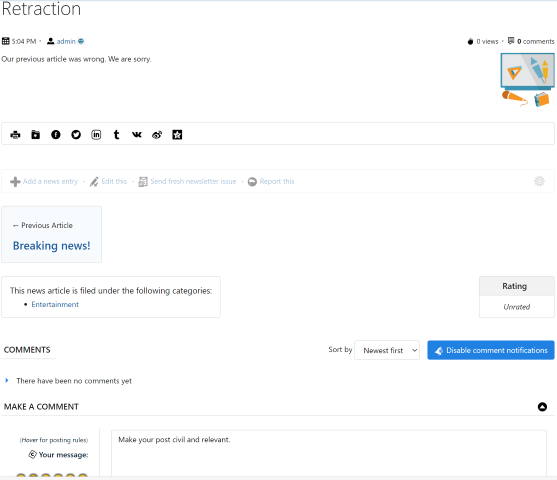 Retraction
5:04 PM · admin
0 views · 0 comments
Our previous article was wrong. We are sorry.
Add a news entry · Edit this · Send fresh newsletter issue · Report this
← Previous Article
Breaking news!
This news article is filed under the following categories:
• Entertainment
Rating
Unrated
COMMENTS
Sort by Newest first Disable comment notifications
There have been no comments yet
MAKE A COMMENT
(Hover for posting rules)
Your message:
Make your post civil and relevant.